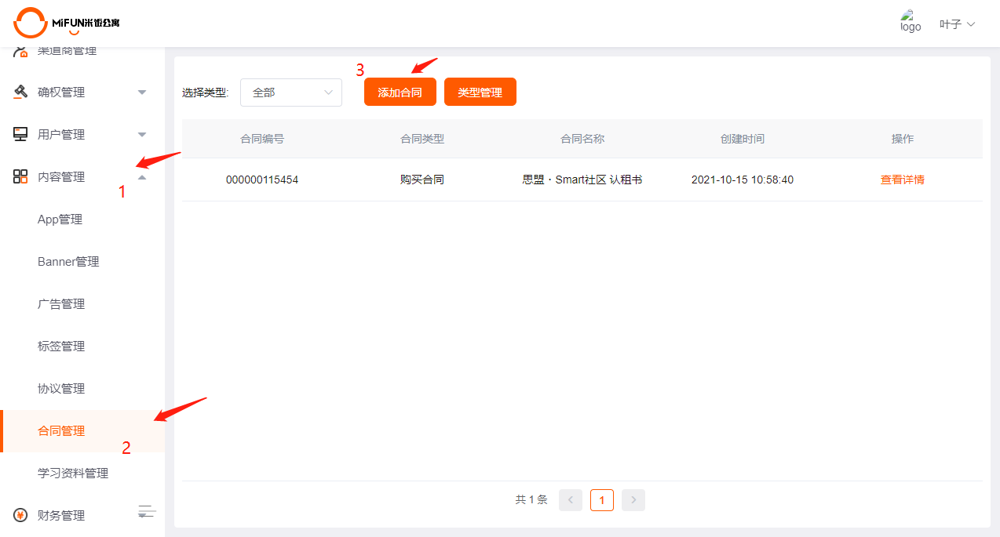 MiFUN米饭公寓
logo
叶子
渠道商管理
确权管理
用户管理
内容管理
1
App管理
Banner管理
广告管理
标签管理
协议管理
合同管理
2
学习资料管理
财务管理
3
选择类型:
全部
添加合同
类型管理
合同编号 合同类型 合同名称 创建时间 操作
000000115454 购买合同 思盟・Smart社区 认租书 2021-10-15 10:58:40 查看详情
共 1 条 < 1 >